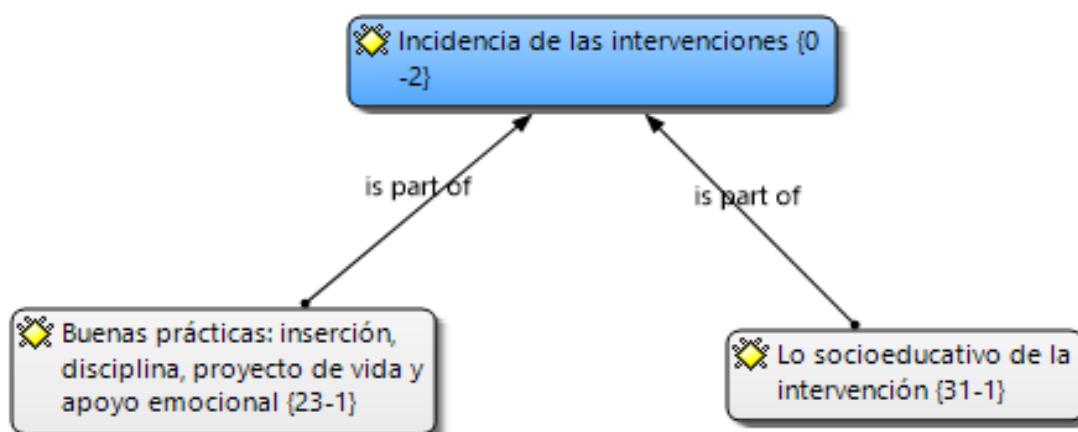 Incidencia de las intervenciones {0
-2}
is part of
is part of
Buenas prácticas: inserción,
disciplina, proyecto de vida y
apoyo emocional {23-1}
Lo socioeducativo de la
intervención {31-1}